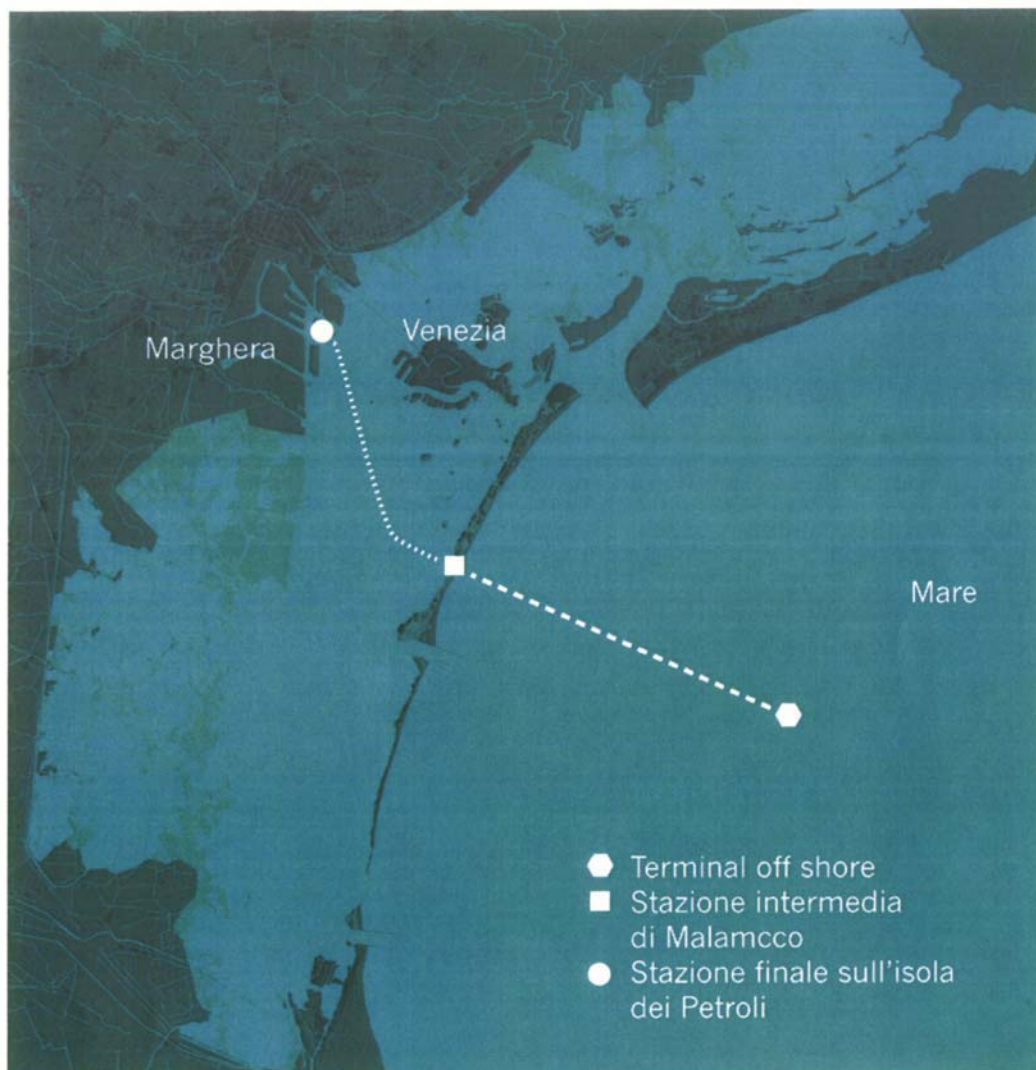 Marghera
Venezia
Mare
Terminal off shore
Stazione intermedia
di Malamcco
Stazione finale sull'isola
dei Petroli